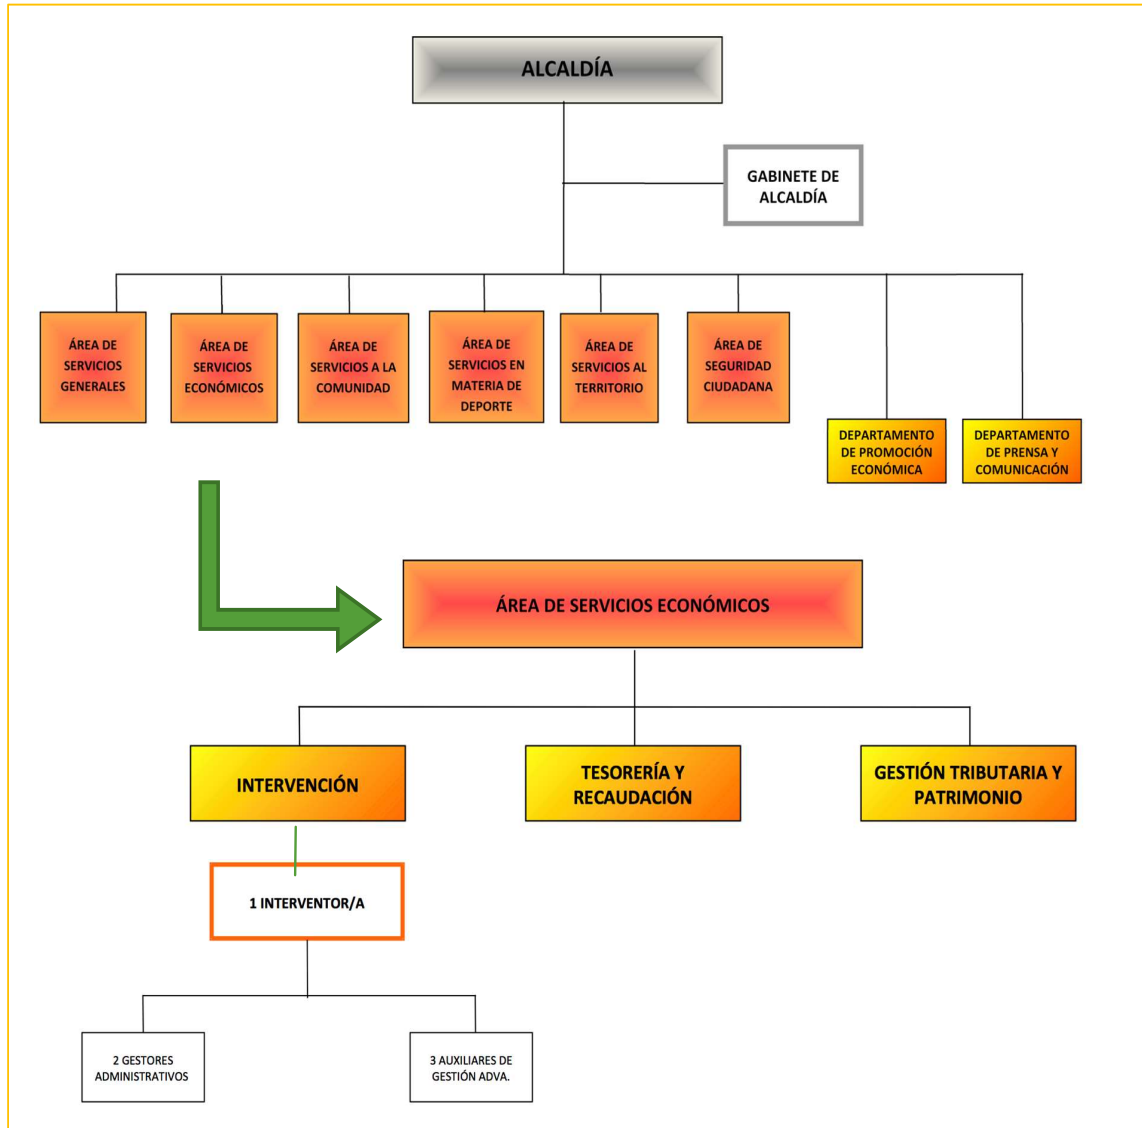 ALCALDÍA
GABINETE DE
ALCALDÍA
ÁREA DE
SERVICIOS
GENERALES
ÁREA DE
SERVICIOS
ECONÓMICOS
ÁREA DE
SERVICIOS A LA
COMUNIDAD
ÁREA DE
SERVICIOS EN
MATERIA DE
DEPORTE
ÁREA DE
SERVICIOS AL
TERRITORIO
ÁREA DE
SEGURIDAD
CIUDADANA
DEPARTAMENTO
DE PROMOCIÓN
ECONÓMICA
DEPARTAMENTO
DE PRENSA Y
COMUNICACIÓN
ÁREA DE SERVICIOS ECONÓMICOS
INTERVENCIÓN
TESORERÍA Y
RECAUDACIÓN
GESTIÓN TRIBUTARIA Y
PATRIMONIO
1 INTERVENTOR/A
2 GESTORES
ADMINISTRATIVOS
3 AUXILIARES DE
GESTIÓN ADVA.